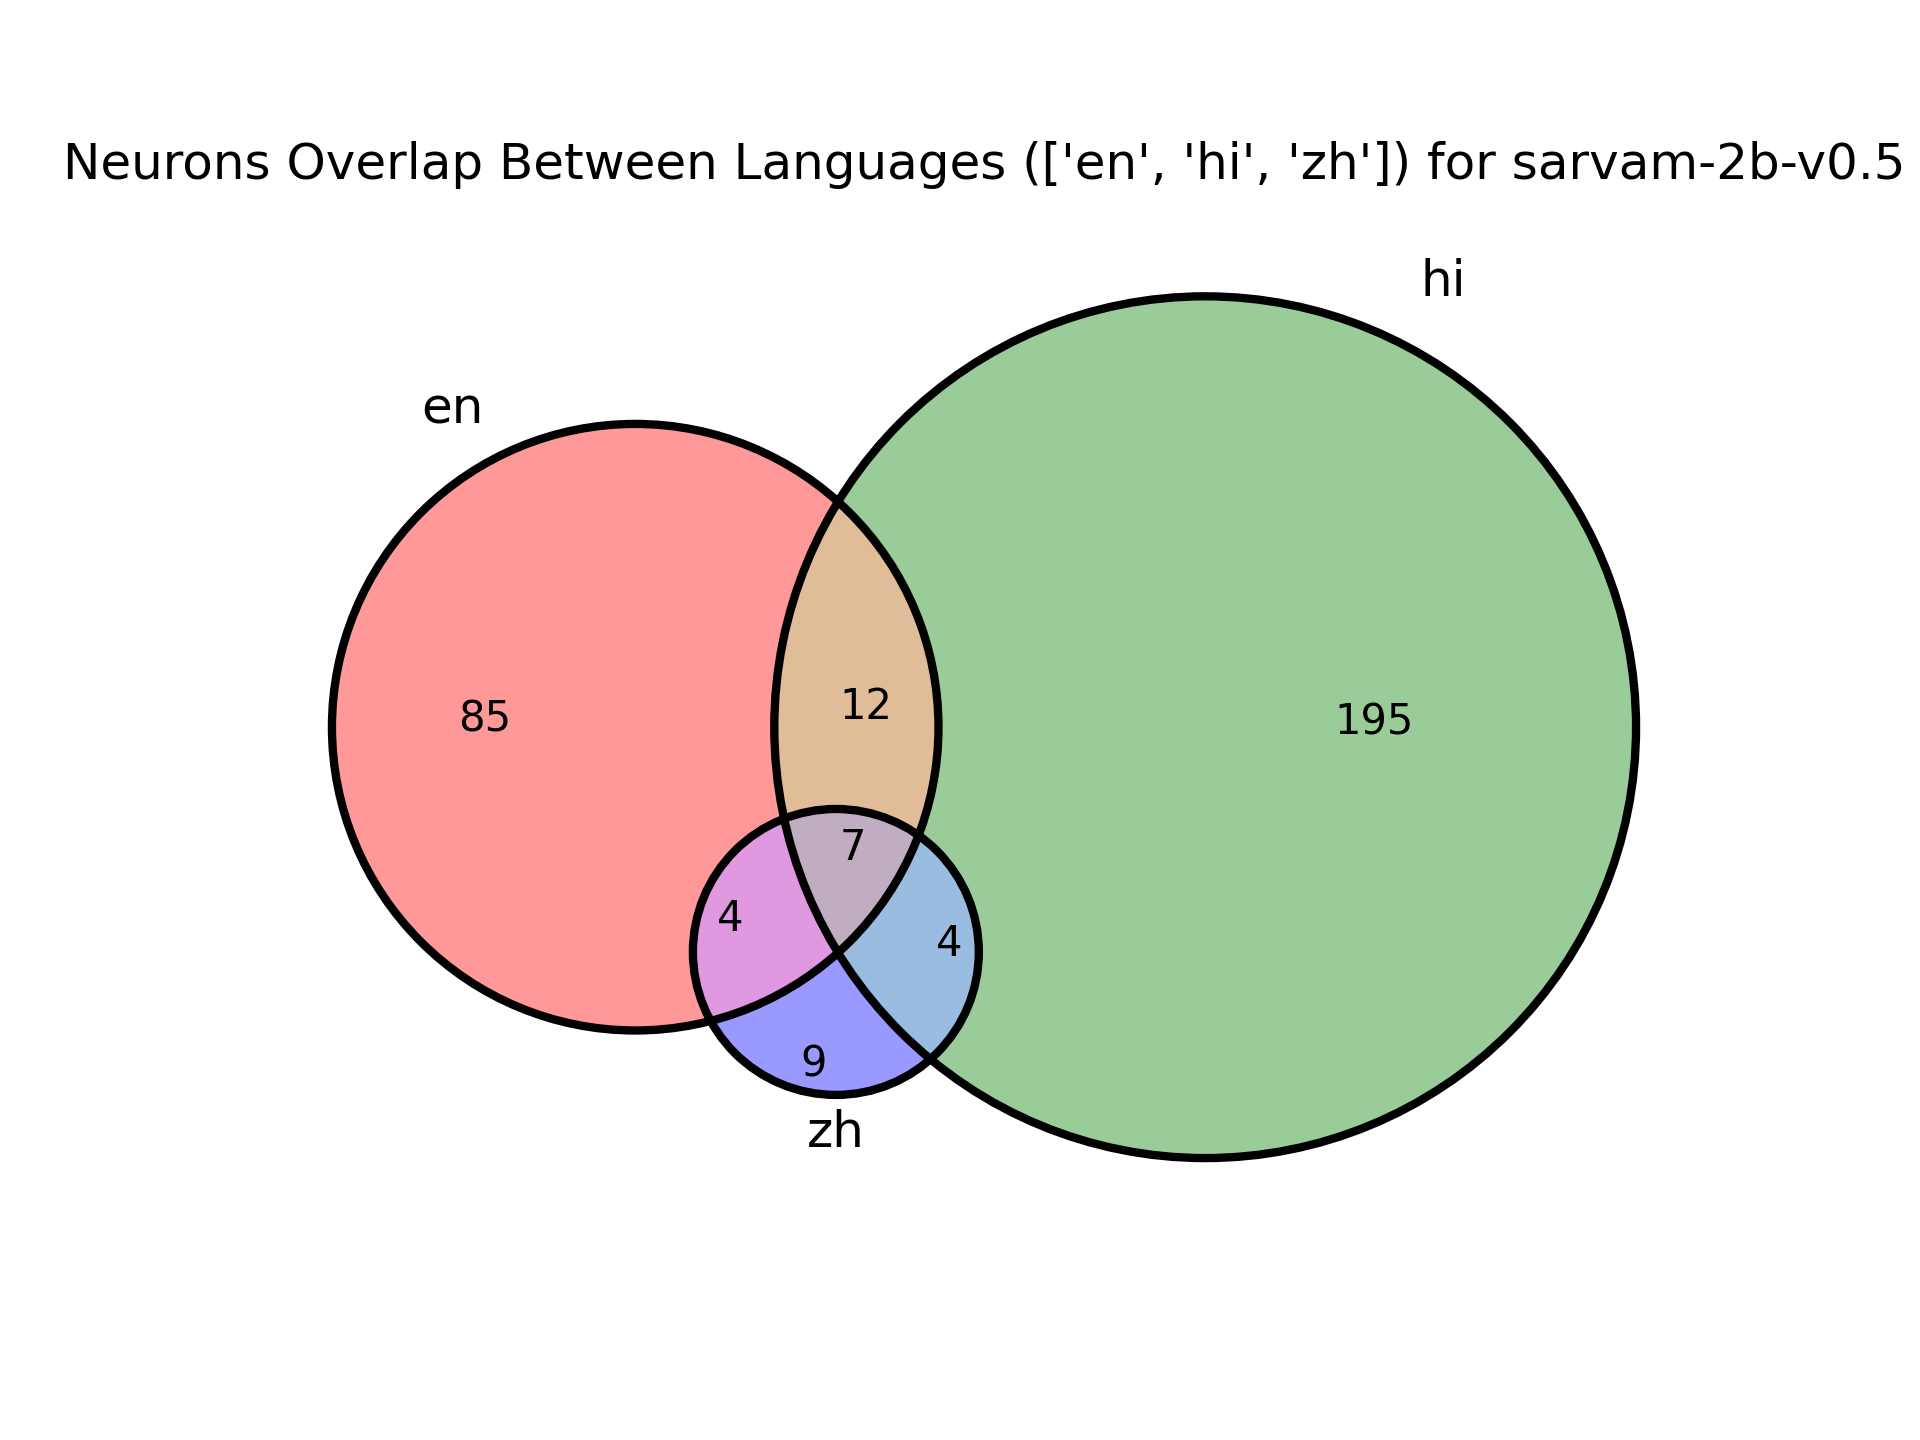 Neurons Overlap Between Languages (['en', 'hi', 'zh']) for sarvam-2b-v0.5
hi
en
12
85
195
7
4
4
9
zh